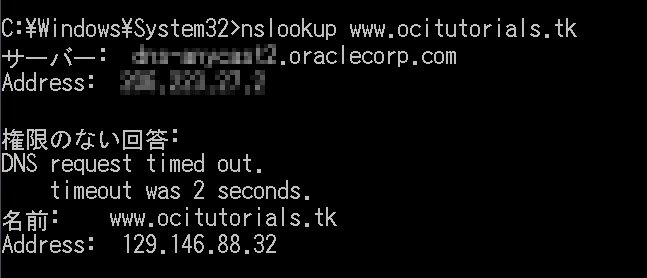 C:¥Windows¥System32>nslookup www.ocitutorials.tk
サーバー: .oraclecorp.com
Address:
権限のない回答:
DNS request timed out.
timeout was 2 seconds.
名前: www.ocitutorials.tk
Address: 129.146.88.32